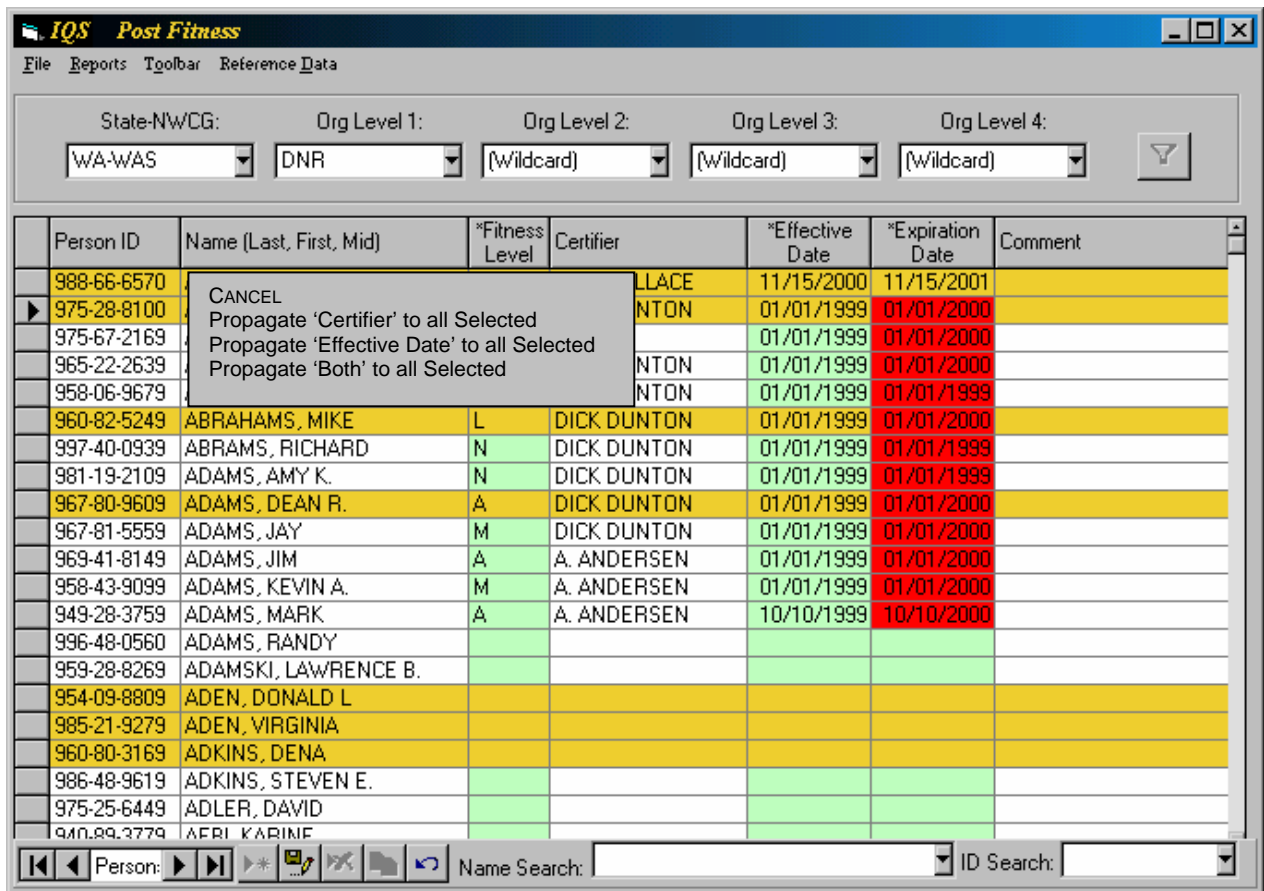 IQS Post Fitness
File Reports Toolbar Reference Data
State-NWCG: Org Level 1: Org Level 2: Org Level 3: Org Level 4:
WA-WAS DNR (Wildcard) (Wildcard) (Wildcard)
Person ID Name (Last, First, Mid) *Fitness Level Certifier *Effective Date *Expiration Date Comment
988-66-6570 LLACE 11/15/2000 11/15/2001
975-28-8100 NTON 01/01/1999 01/01/2000
975-67-2169 01/01/1999 01/01/2000
965-22-2639 NTON 01/01/1999 01/01/2000
958-06-9679 NTON 01/01/1999 01/01/1999
CANCEL
Propagate ‘Certifier’ to all Selected
Propagate ‘Effective Date’ to all Selected
Propagate ‘Both’ to all Selected
960-82-5249 ABRAHAMS, MIKE L DICK DUNTON 01/01/1999 01/01/2000
997-40-0939 ABRAMS, RICHARD N DICK DUNTON 01/01/1999 01/01/1999
981-19-2109 ADAMS, AMY K. N DICK DUNTON 01/01/1999 01/01/1999
967-80-9609 ADAMS, DEAN R. A DICK DUNTON 01/01/1999 01/01/2000
967-81-5559 ADAMS, JAY M DICK DUNTON 01/01/1999 01/01/2000
969-41-8149 ADAMS, JIM A A. ANDERSEN 01/01/1999 01/01/2000
958-43-9099 ADAMS, KEVIN A. M A. ANDERSEN 01/01/1999 01/01/2000
949-28-3759 ADAMS, MARK A A. ANDERSEN 10/10/1999 10/10/2000
996-48-0560 ADAMS, RANDY
959-28-8269 ADAMSKI, LAWRENCE B.
954-09-8809 ADEN, DONALD L
985-21-9279 ADEN, VIRGINIA
960-80-3169 ADKINS, DENA
986-48-9619 ADKINS, STEVEN E.
975-25-6449 ADLER, DAVID
940-89-3779
Person: Name Search: ID Search: